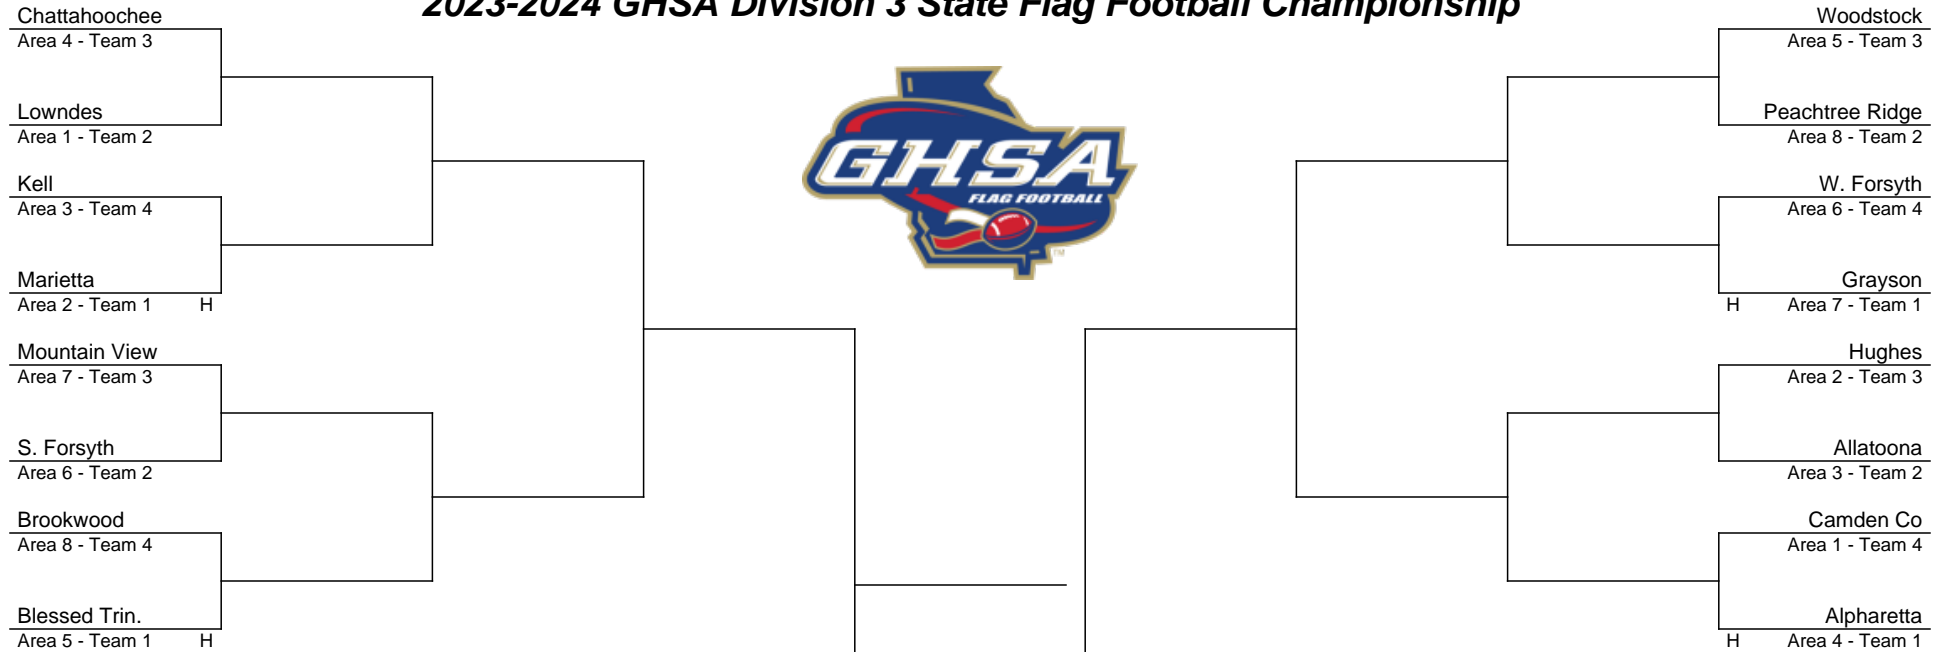 2023-2024 GHSA Division 3 State Flag Football Championship
Chattahoochee
Area 4 - Team 3
Lowndes
Area 1 - Team 2
Kell
Area 3 - Team 4
Marietta
Area 2 - Team 1 H
Mountain View
Area 7 - Team 3
S. Forsyth
Area 6 - Team 2
Brookwood
Area 8 - Team 4
Blessed Trin.
Area 5 - Team 1 H
GHSA
FLAG FOOTBALL
TM
Woodstock
Area 5 - Team 3
Peachtree Ridge
Area 8 - Team 2
W. Forsyth
Area 6 - Team 4
Grayson
H Area 7 - Team 1
Hughes
Area 2 - Team 3
Allatoona
Area 3 - Team 2
Camden Co
Area 1 - Team 4
Alpharetta
H Area 4 - Team 1